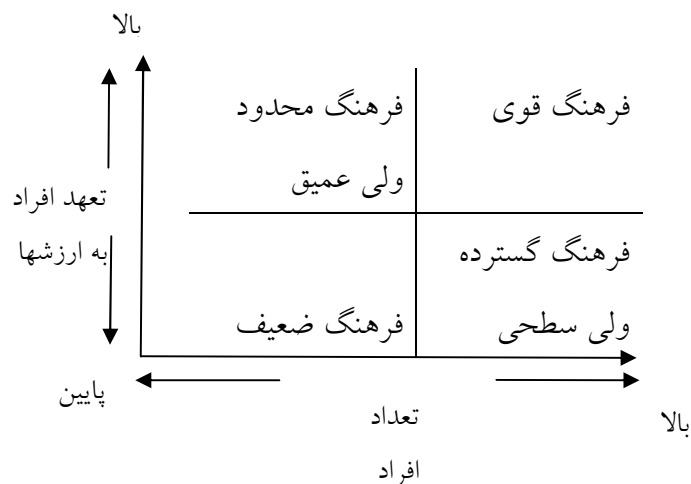 بالا
فرهنگ قوی
فرهنگ محدود
ولی عمیق
تعهد افراد
به ارزشها
فرهنگ گسترده
ولی سطحی
فرهنگ ضعیف
پایین
تعداد
افراد
بالا